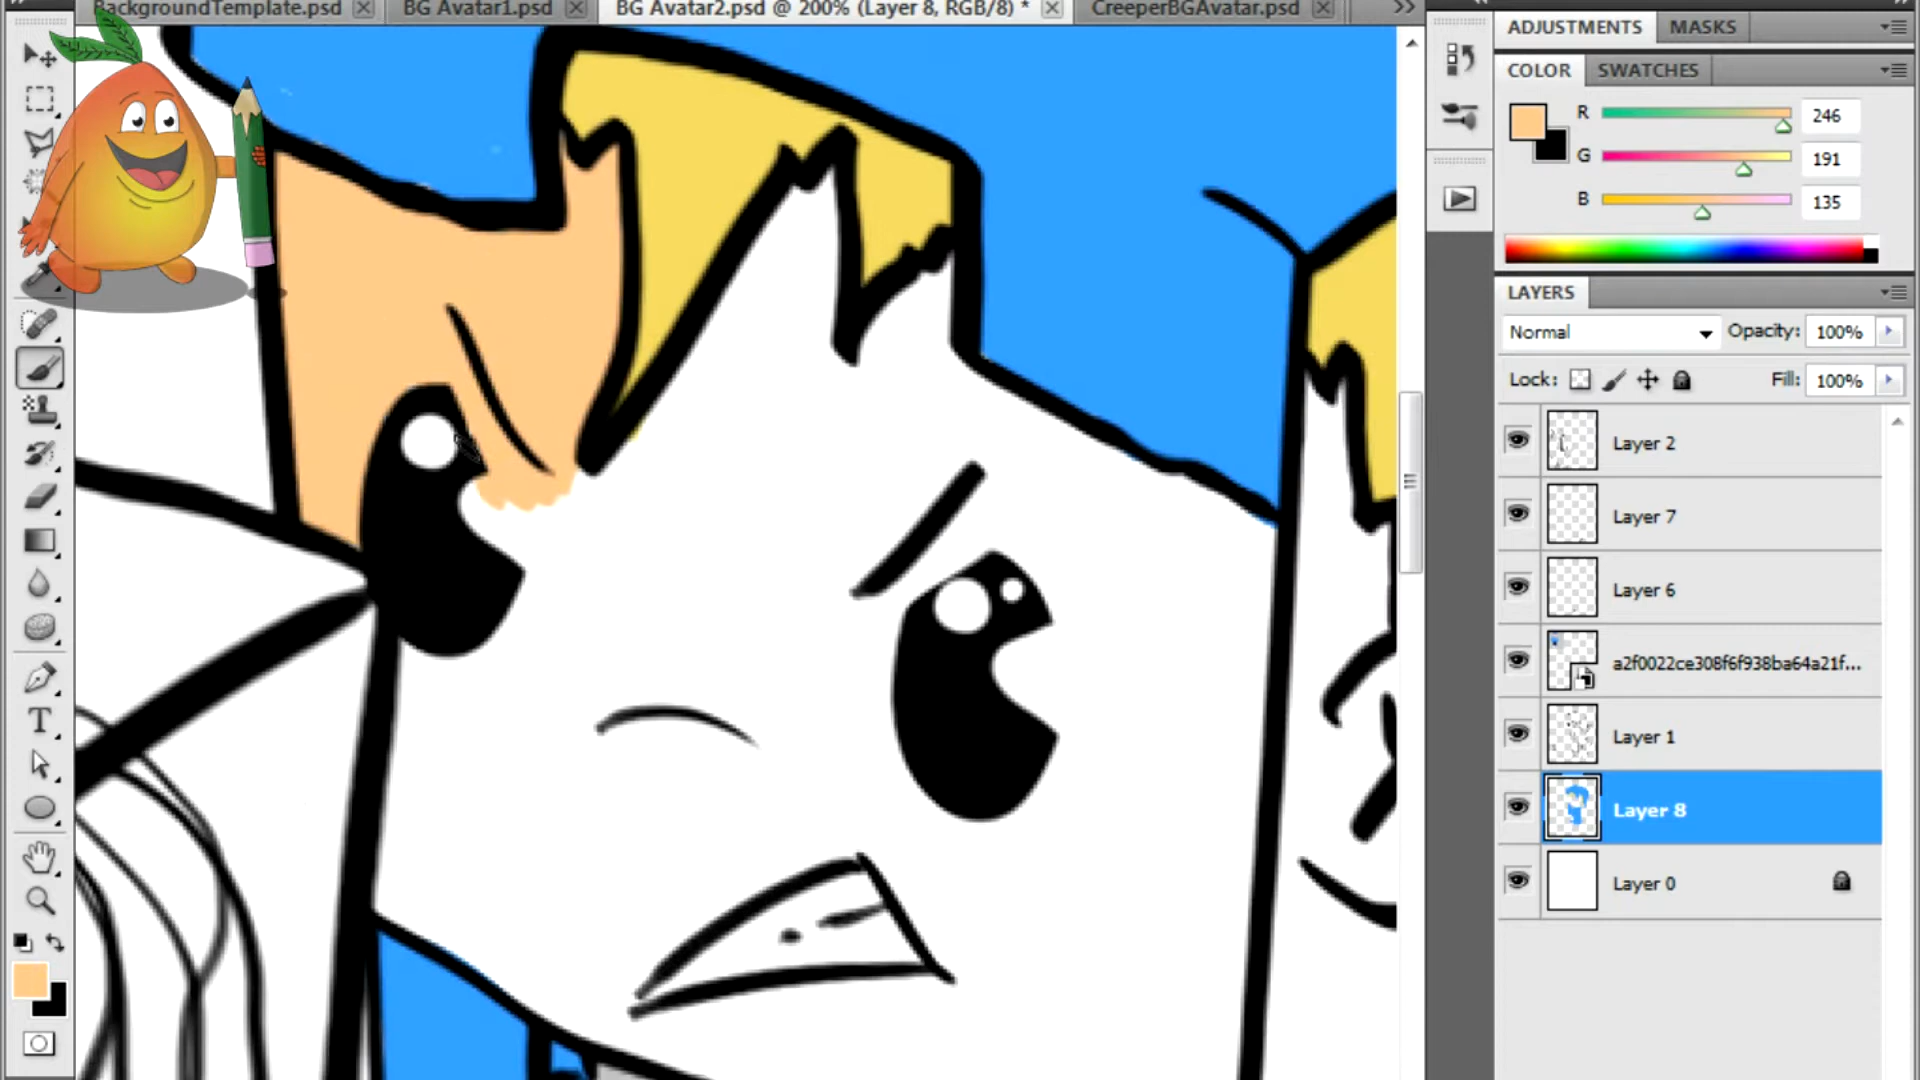 BackgroundTemplate.psd BG Avatar1.psd BG Avatar2.psd @ 200% (Layer 8, RGB/8) * CreeperBGAvatar.psd >>
ADJUSTMENTS MASKS
COLOR SWATCHES
R 246
G 191
B 135
LAYERS
Normal Opacity: 100%
Lock: Fill: 100%
Layer 2
Layer 7
Layer 6
a2f0022ce308f6f938ba64a21f...
Layer 1
Layer 8
Layer 0
T